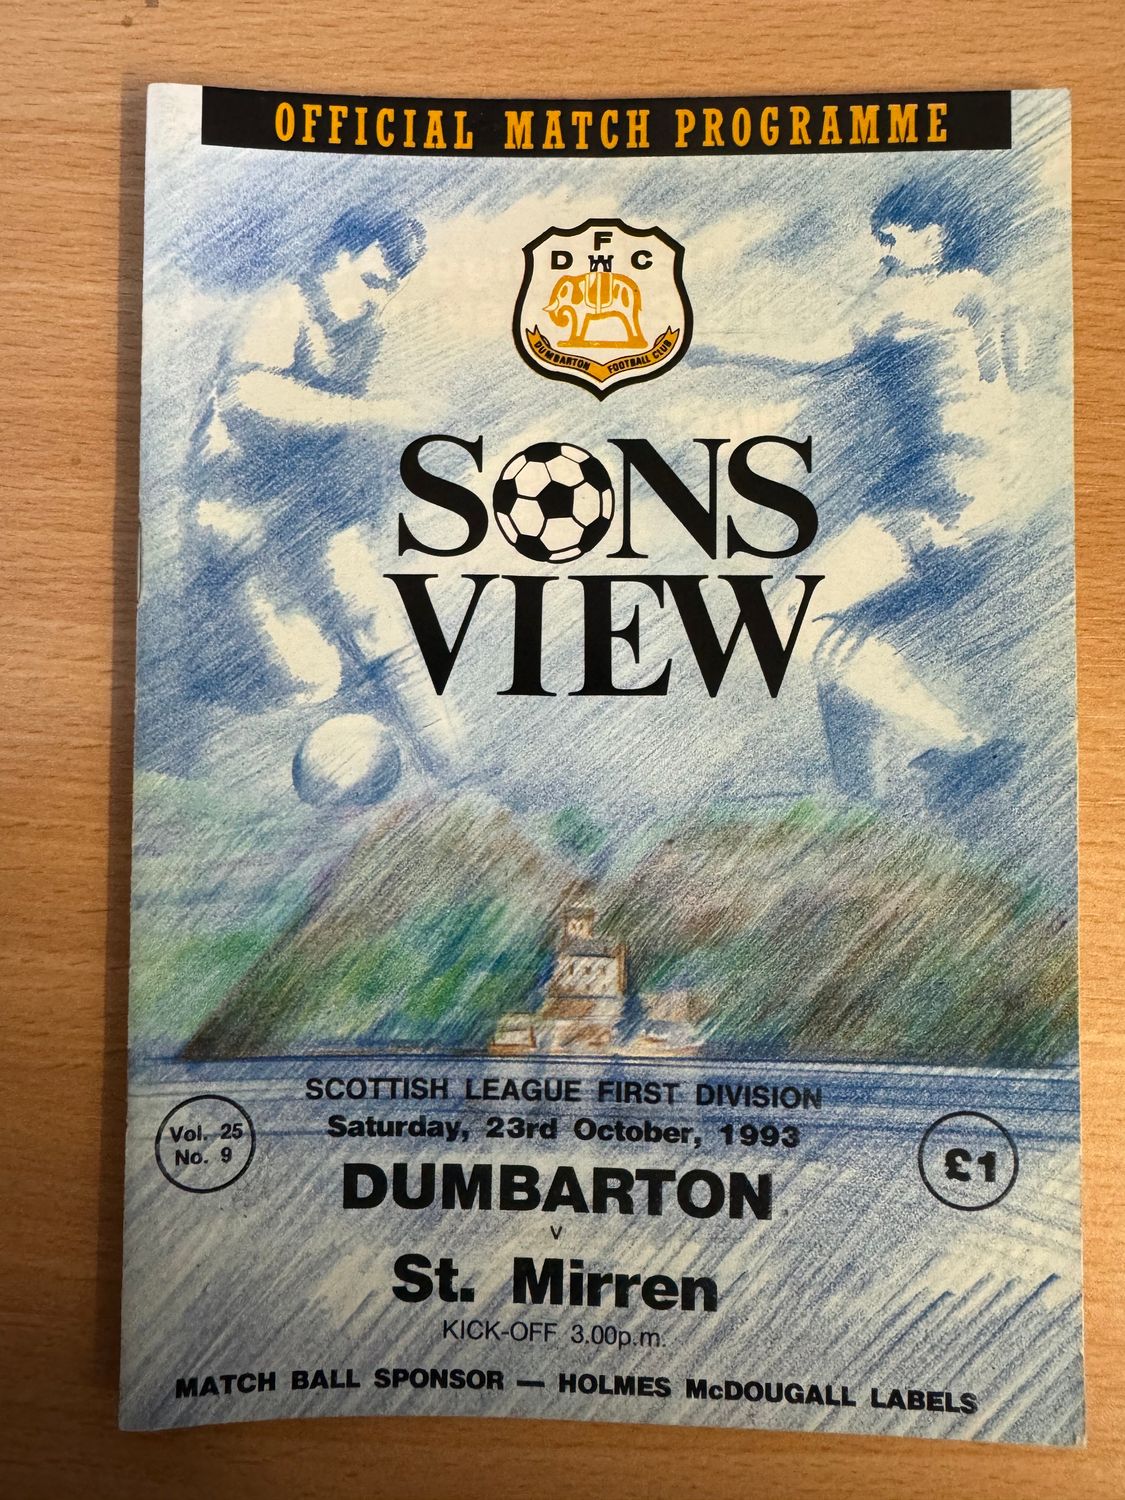 OFFICIAL MATCH PROGRAMME
F
D C
DUMBARTON FOOTBALL CLUB
SONS
VIEW
SCOTTISH LEAGUE FIRST DIVISION
Saturday, 23rd October, 1993
Vol. 25
No. 9
£1
DUMBARTON
v
St. Mirren
KICK-OFF 3.00p.m.
MATCH BALL SPONSOR — HOLMES McDOUGALL LABELS